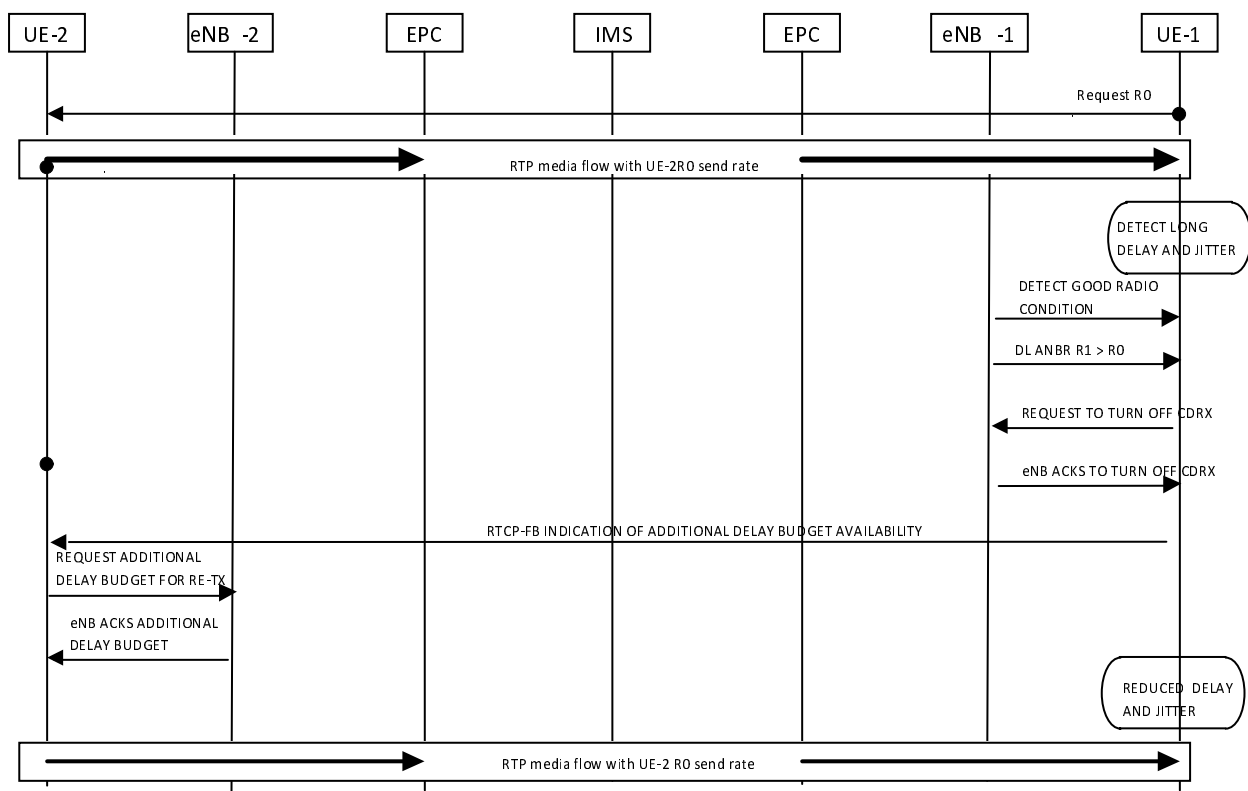 UE-2
eNB -2
EPC
IMS
EPC
eNB -1
UE-1
Request R0
RTP media flow with UE-2R0 send rate
DETECT LONG
DELAY AND JITTER
DETECT GOOD RADIO
CONDITION
DL ANBR R1 > R0
REQUEST TO TURN OFF CDRX
eNB ACKS TO TURN OFF CDRX
RTCP-FB INDICATION OF ADDITIONAL DELAY BUDGET AVAILABILITY
REQUEST ADDITIONAL
DELAY BUDGET FOR RE-TX
eNB ACKS ADDITIONAL
DELAY BUDGET
REDUCED DELAY
AND JITTER
RTP media flow with UE-2 R0 send rate